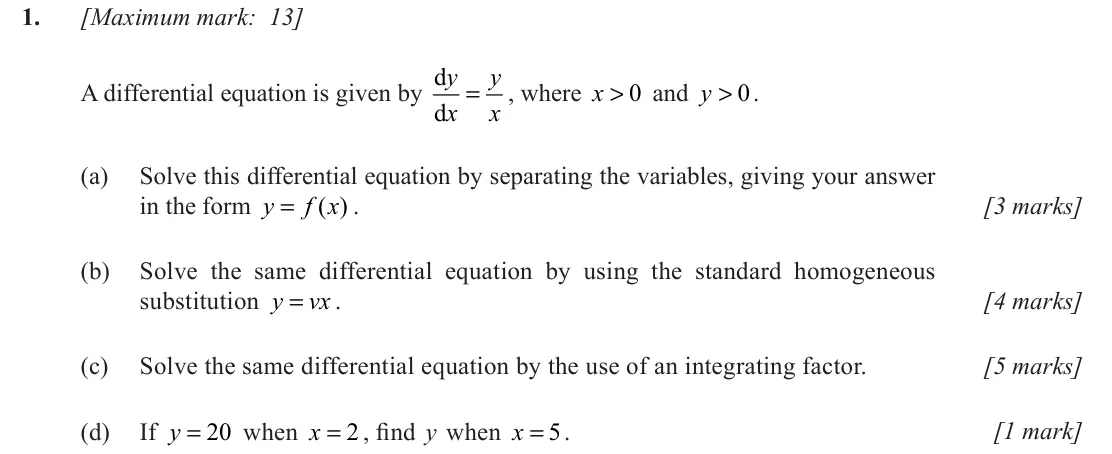 1. [Maximum mark: 13]
A differential equation is given by dy/dx = y/x, where x > 0 and y > 0.
(a) Solve this differential equation by separating the variables, giving your answer
in the form y = f(x). [3 marks]
(b) Solve the same differential equation by using the standard homogeneous
substitution y = vx. [4 marks]
(c) Solve the same differential equation by the use of an integrating factor. [5 marks]
(d) If y = 20 when x = 2, find y when x = 5. [1 mark]